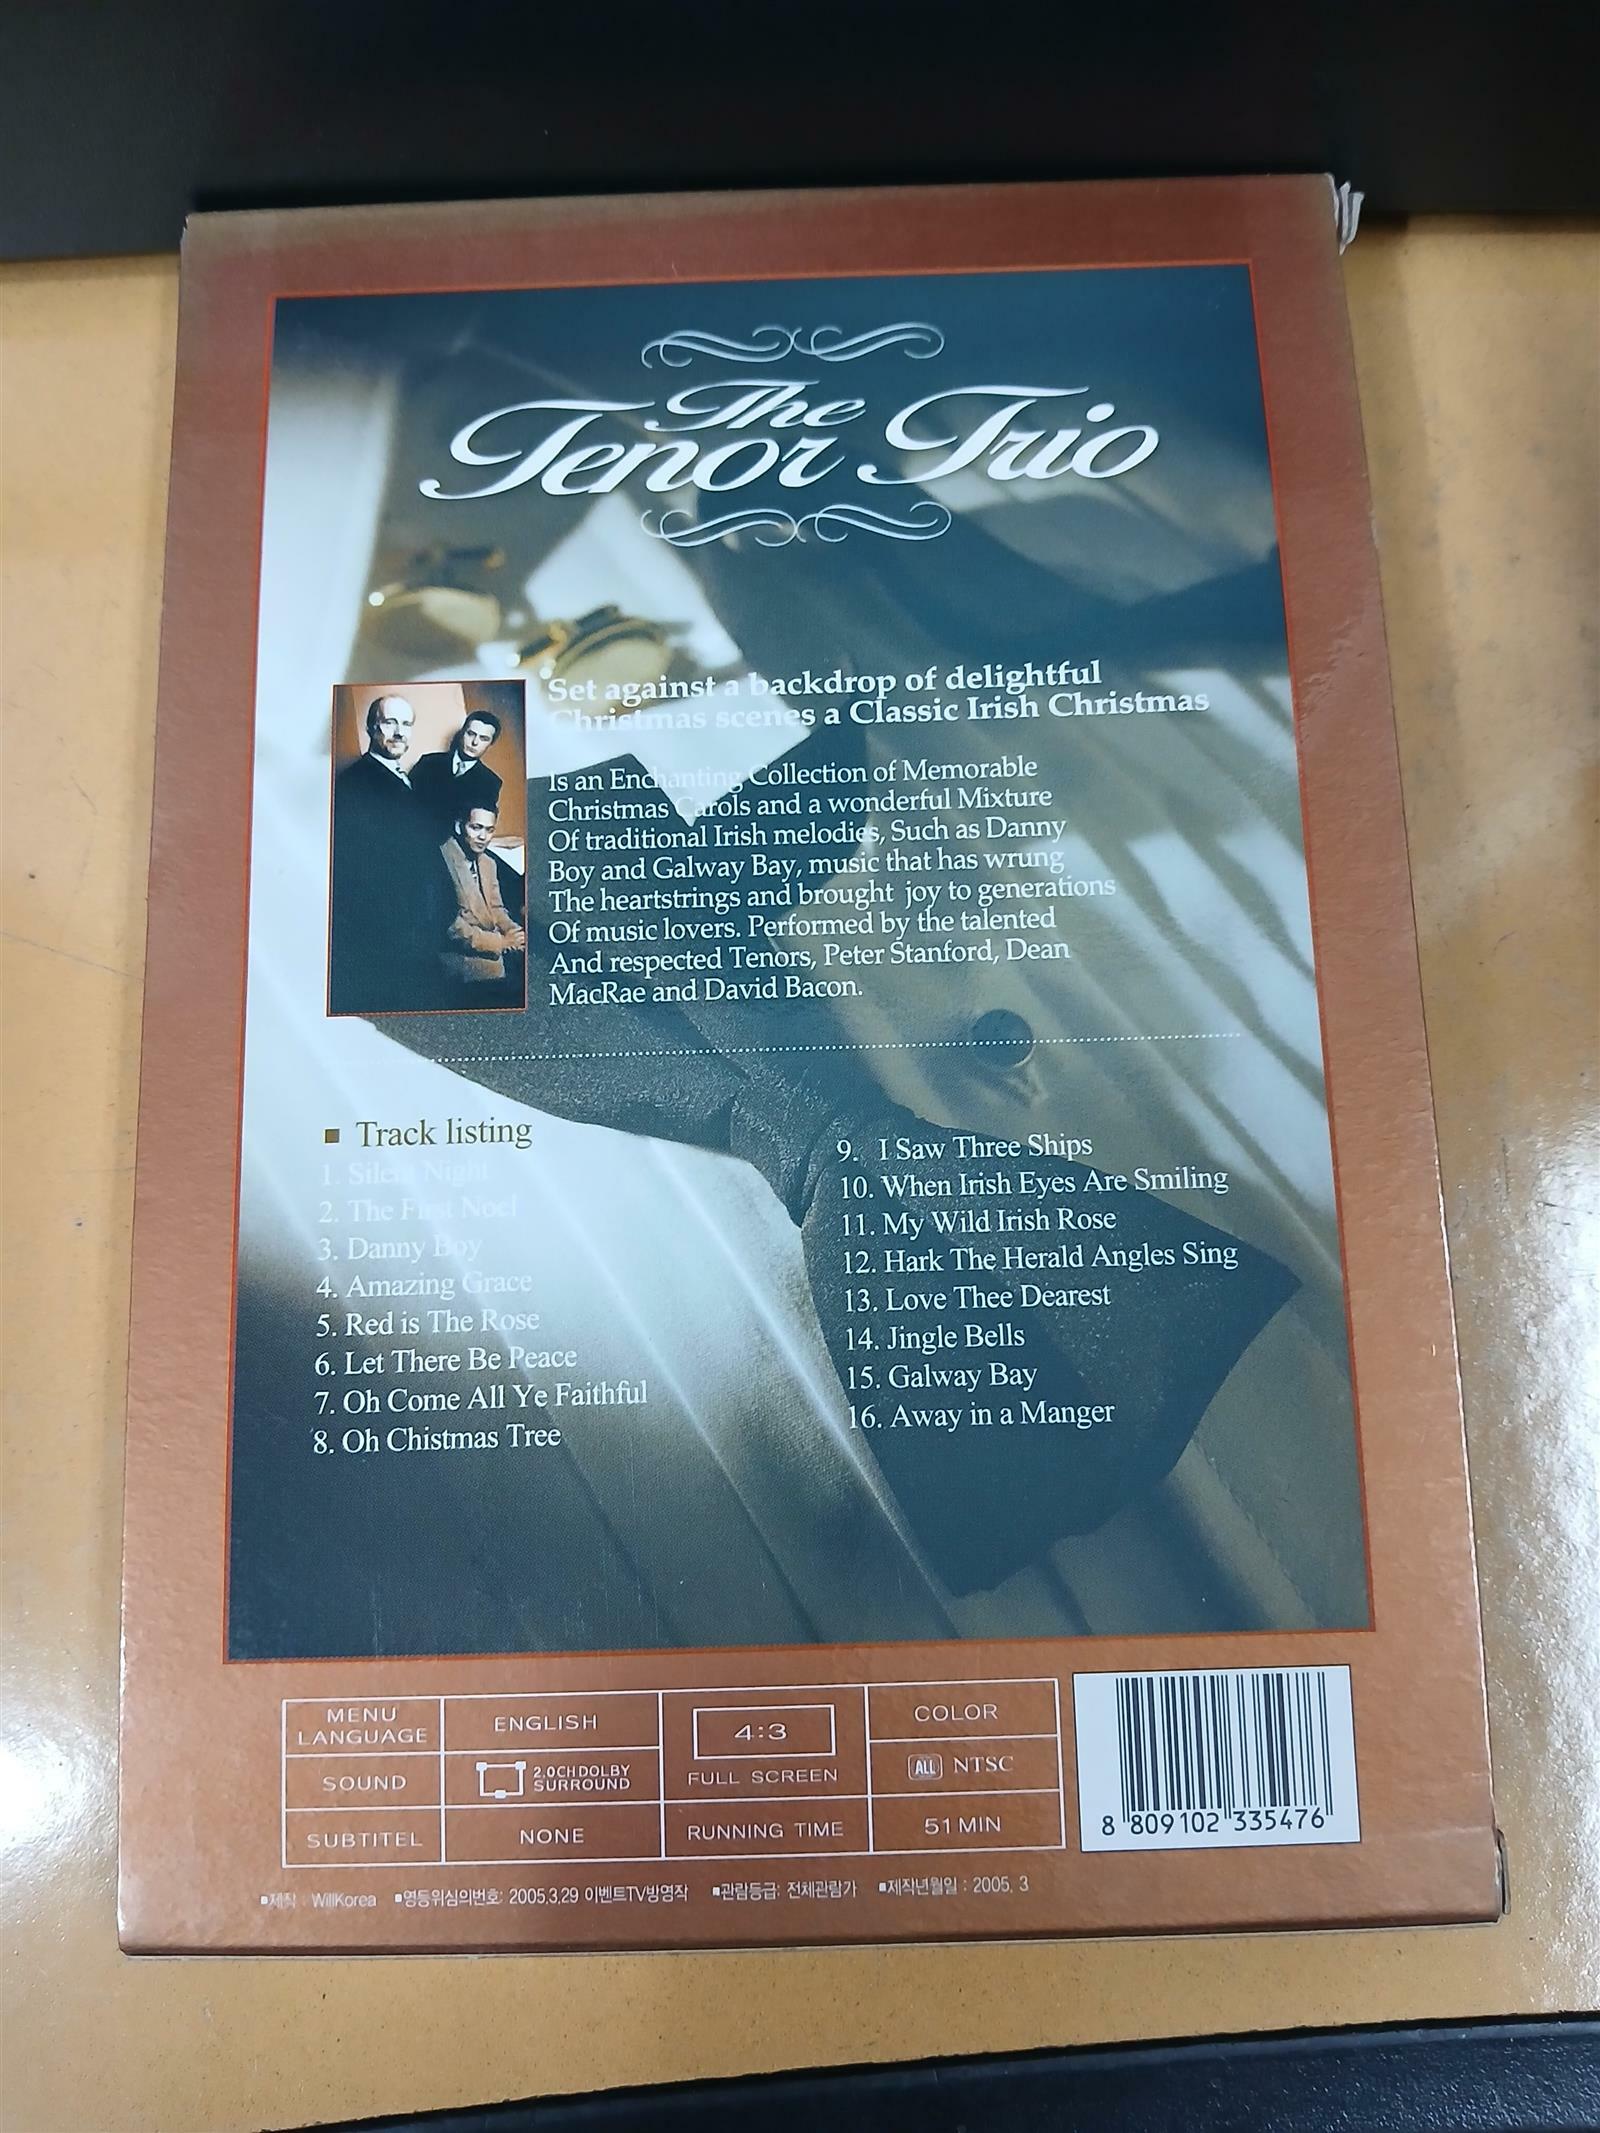 The
Tenor Trio
Set against a backdrop of delightful
Christmas scenes a Classic Irish Christmas
Is an Enchanting Collection of Memorable
Christmas Carols and a wonderful Mixture
Of traditional Irish melodies, Such as Danny
Boy and Galway Bay, music that has wrung
The heartstrings and brought joy to generations
Of music lovers. Performed by the talented
And respected Tenors, Peter Stanford, Dean
MacRae and David Bacon.
■ Track listing
1. Silent Night
2. The First Noel
3. Danny Boy
4. Amazing Grace
5. Red is The Rose
6. Let There Be Peace
7. Oh Come All Ye Faithful
8. Oh Chistmas Tree
9. I Saw Three Ships
10. When Irish Eyes Are Smiling
11. My Wild Irish Rose
12. Hark The Herald Angles Sing
13. Love Thee Dearest
14. Jingle Bells
15. Galway Bay
16. Away in a Manger
MENU
LANGUAGE
ENGLISH
SOUND
2.0CH DOLBY
SURROUND
SUBTITEL
NONE
4:3
FULL SCREEN
RUNNING TIME
COLOR
ALL NTSC
51 MIN
8 809102 335476
■제작 : WillKorea ■영등위심의번호: 2005.3.29 이벤트TV방영작 ■관람등급: 전체관람가 ■제작년월일 : 2005. 3